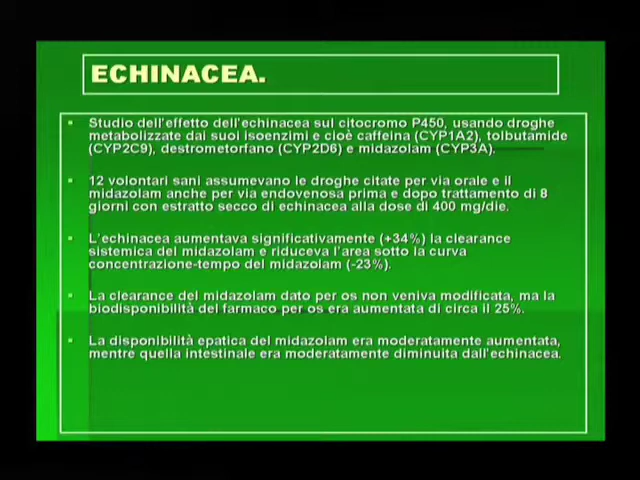 ECHINACEA.
Studio dell'effetto dell'echinacea sul citocromo P450, usando droghe
metabolizzate dai suoi isoenzimi e cioè caffeina (CYP1A2), tolbutamide
(CYP2C9), destrometorfano (CYP2D6) e midazolam (CYP3A).
12 volontari sani assumevano le droghe citate per via orale e il
midazolam anche per via endovenosa prima e dopo trattamento di 8
giorni con estratto secco di echinacea alla dose di 400 mg/die.
L'echinacea aumentava significativamente (+34%) la clearance
sistemica del midazolam e riduceva l'area sotto la curva
concentrazione-tempo del midazolam (-23%).
La clearance del midazolam dato per os non veniva modificata, ma la
biodisponibilità del farmaco per os era aumentata di circa il 25%.
La disponibilità epatica del midazolam era moderatamente aumentata,
mentre quella intestinale era moderatamente diminuita dall'echinacea.